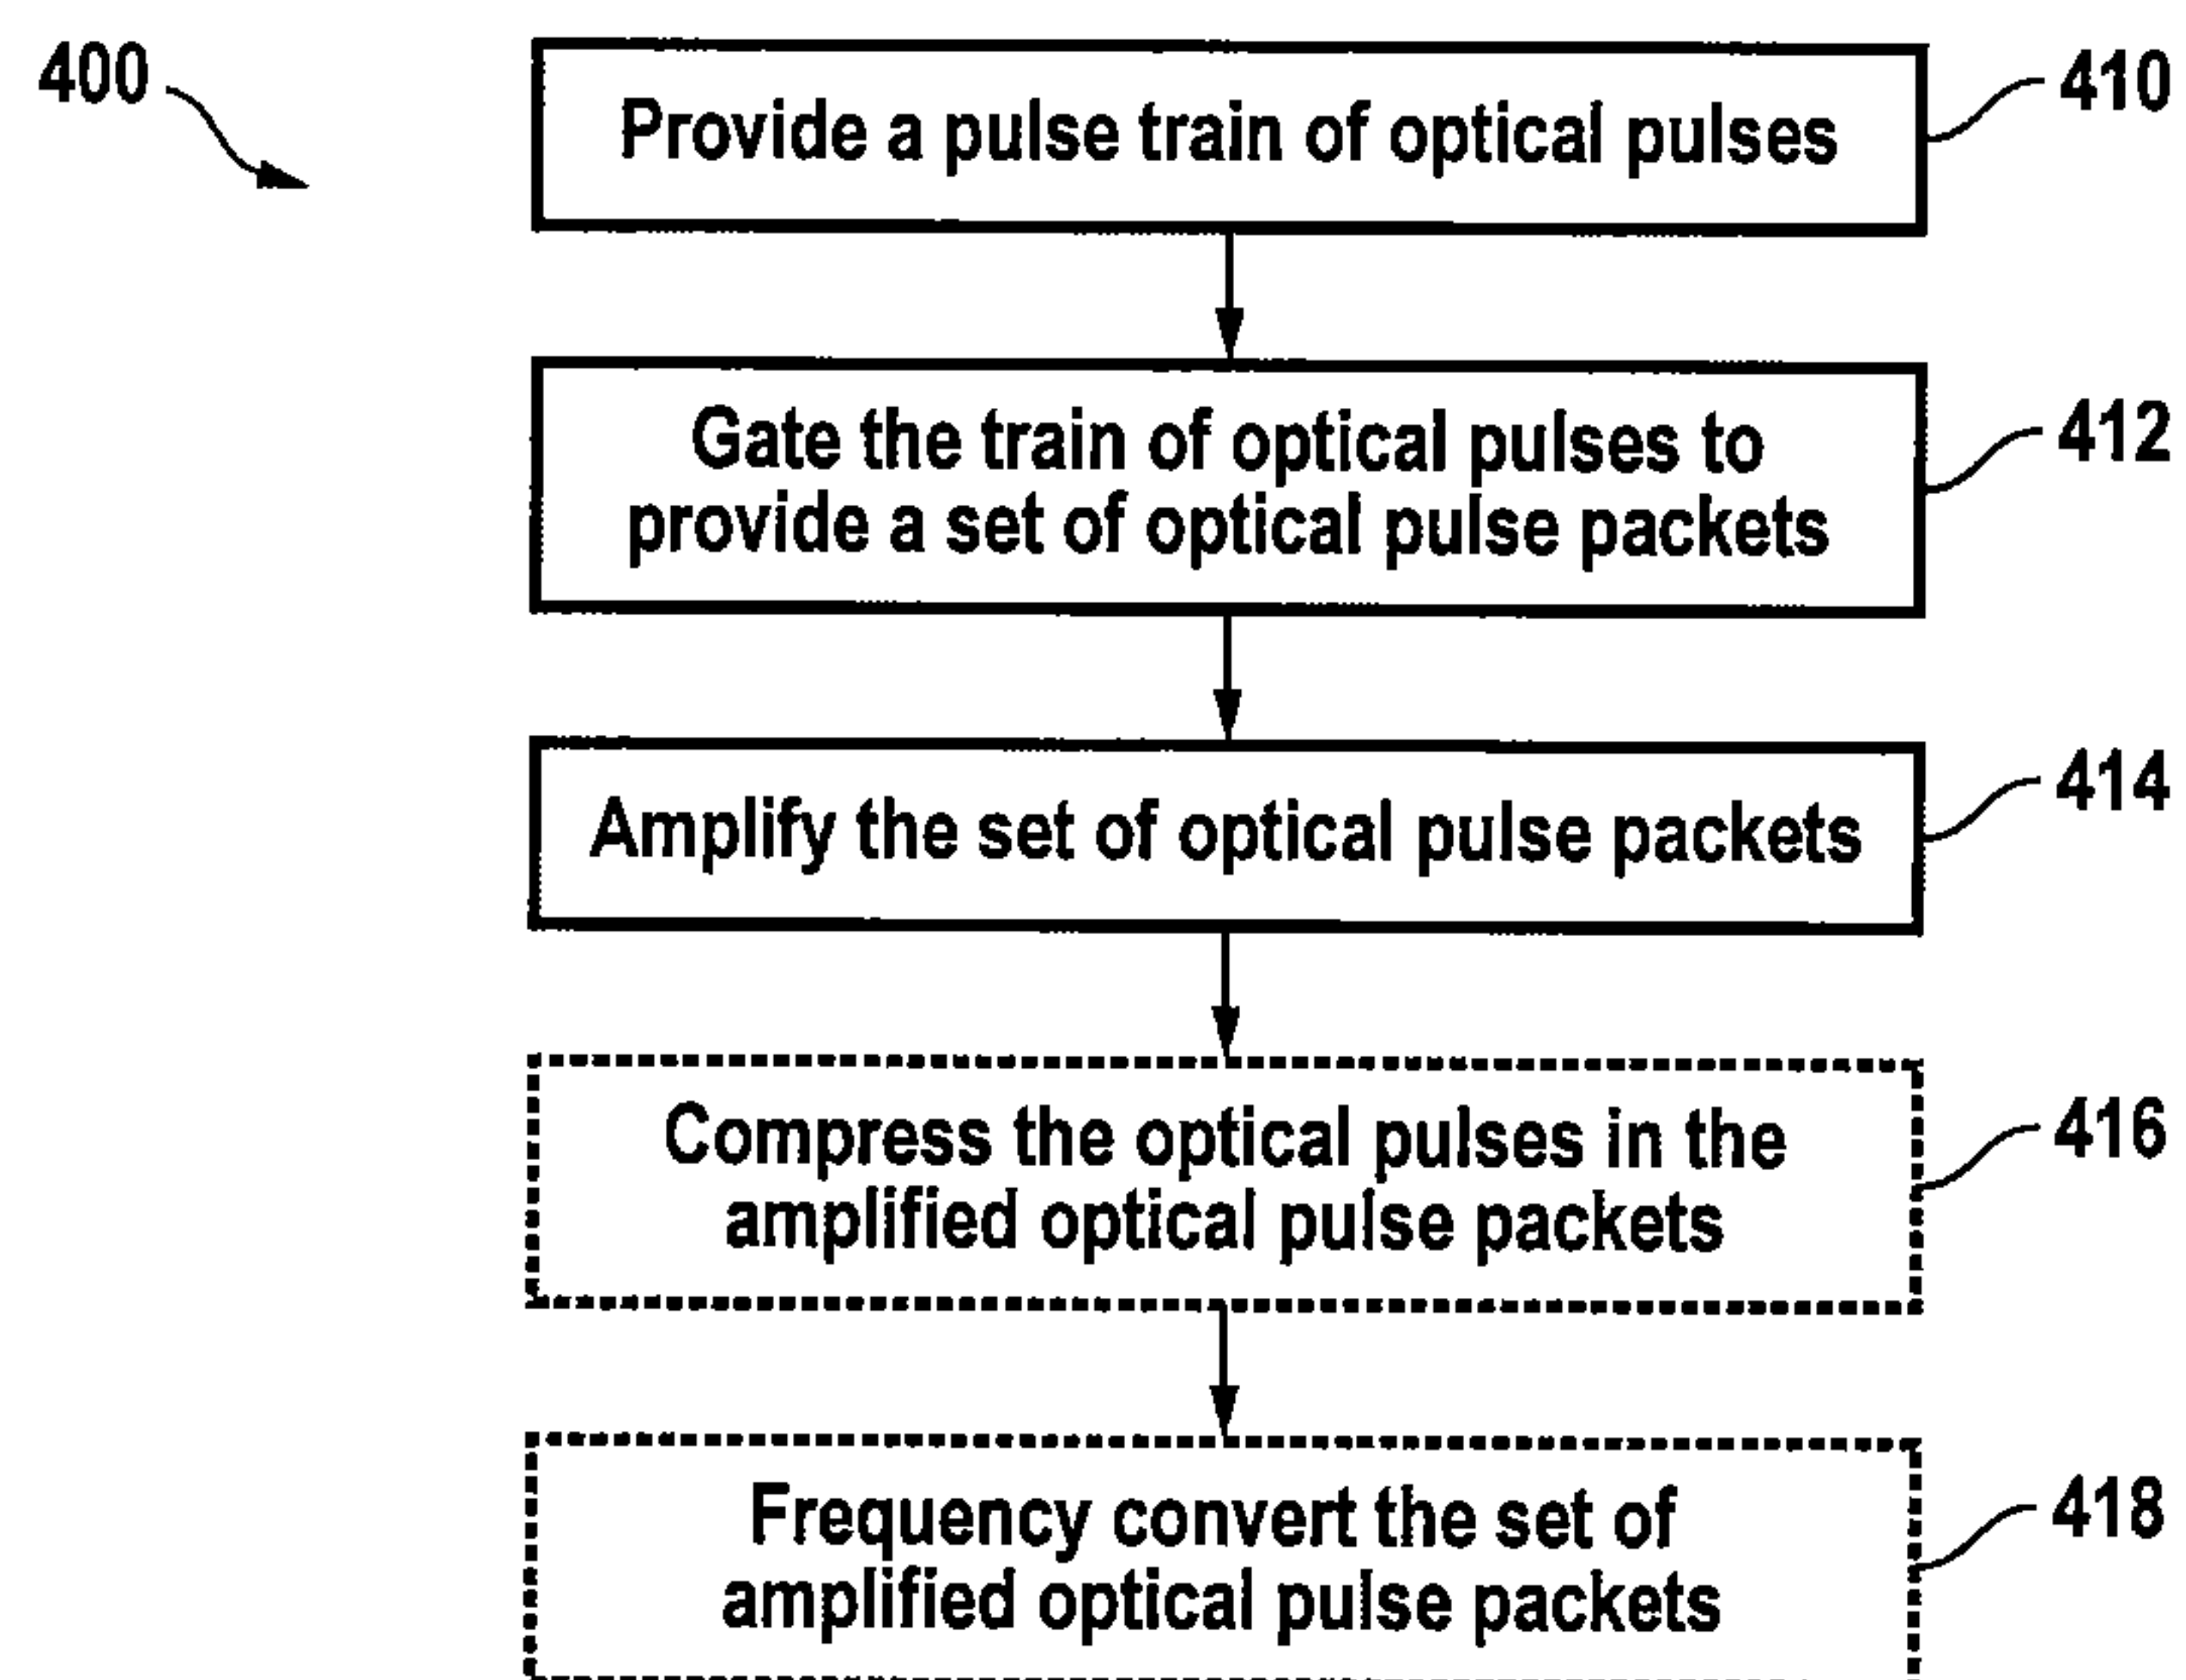 400
Provide a pulse train of optical pulses
410
Gate the train of optical pulses to
provide a set of optical pulse packets
412
Amplify the set of optical pulse packets
414
Compress the optical pulses in the
amplified optical pulse packets
416
Frequency convert the set of
amplified optical pulse packets
418